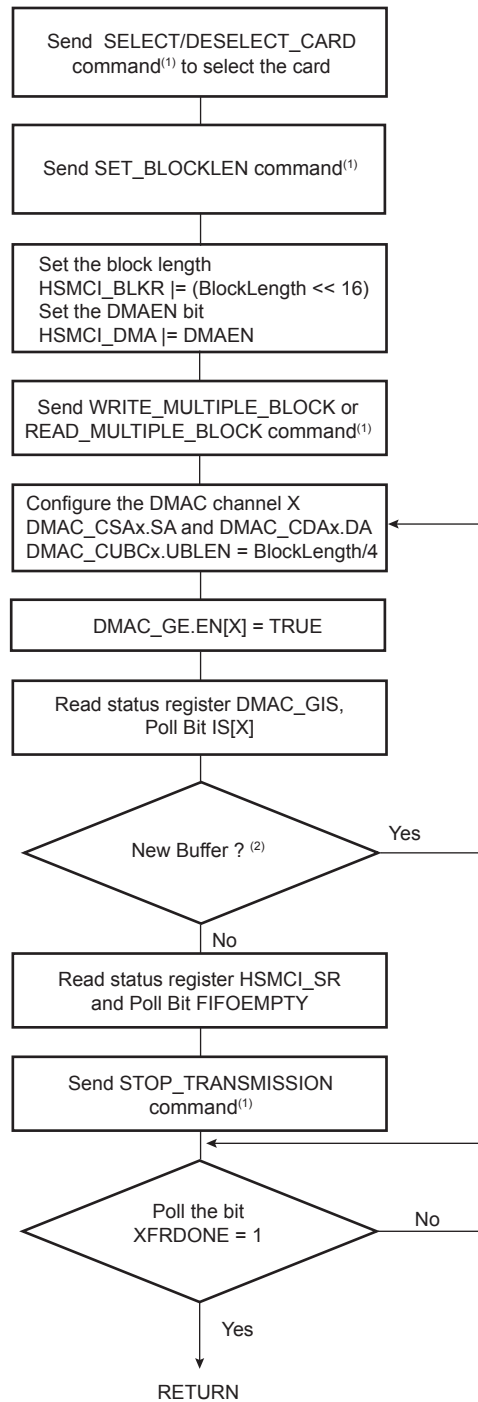 Send SELECT/DESELECT_CARD
command(1) to select the card
Send SET_BLOCKLEN command(1)
Set the block length
HSMCI_BLKR |= (BlockLength << 16)
Set the DMAEN bit
HSMCI_DMA |= DMAEN
Send WRITE_MULTIPLE_BLOCK or
READ_MULTIPLE_BLOCK command(1)
Configure the DMAC channel X
DMAC_CSAx.SA and DMAC_CDAx.DA
DMAC_CUBCx.UBLEN = BlockLength/4
DMAC_GE.EN[X] = TRUE
Read status register DMAC_GIS,
Poll Bit IS[X]
New Buffer ? (2)
Yes
No
Read status register HSMCI_SR
and Poll Bit FIFOEMPTY
Send STOP_TRANSMISSION
command(1)
Poll the bit
XFRDONE = 1
No
Yes
RETURN